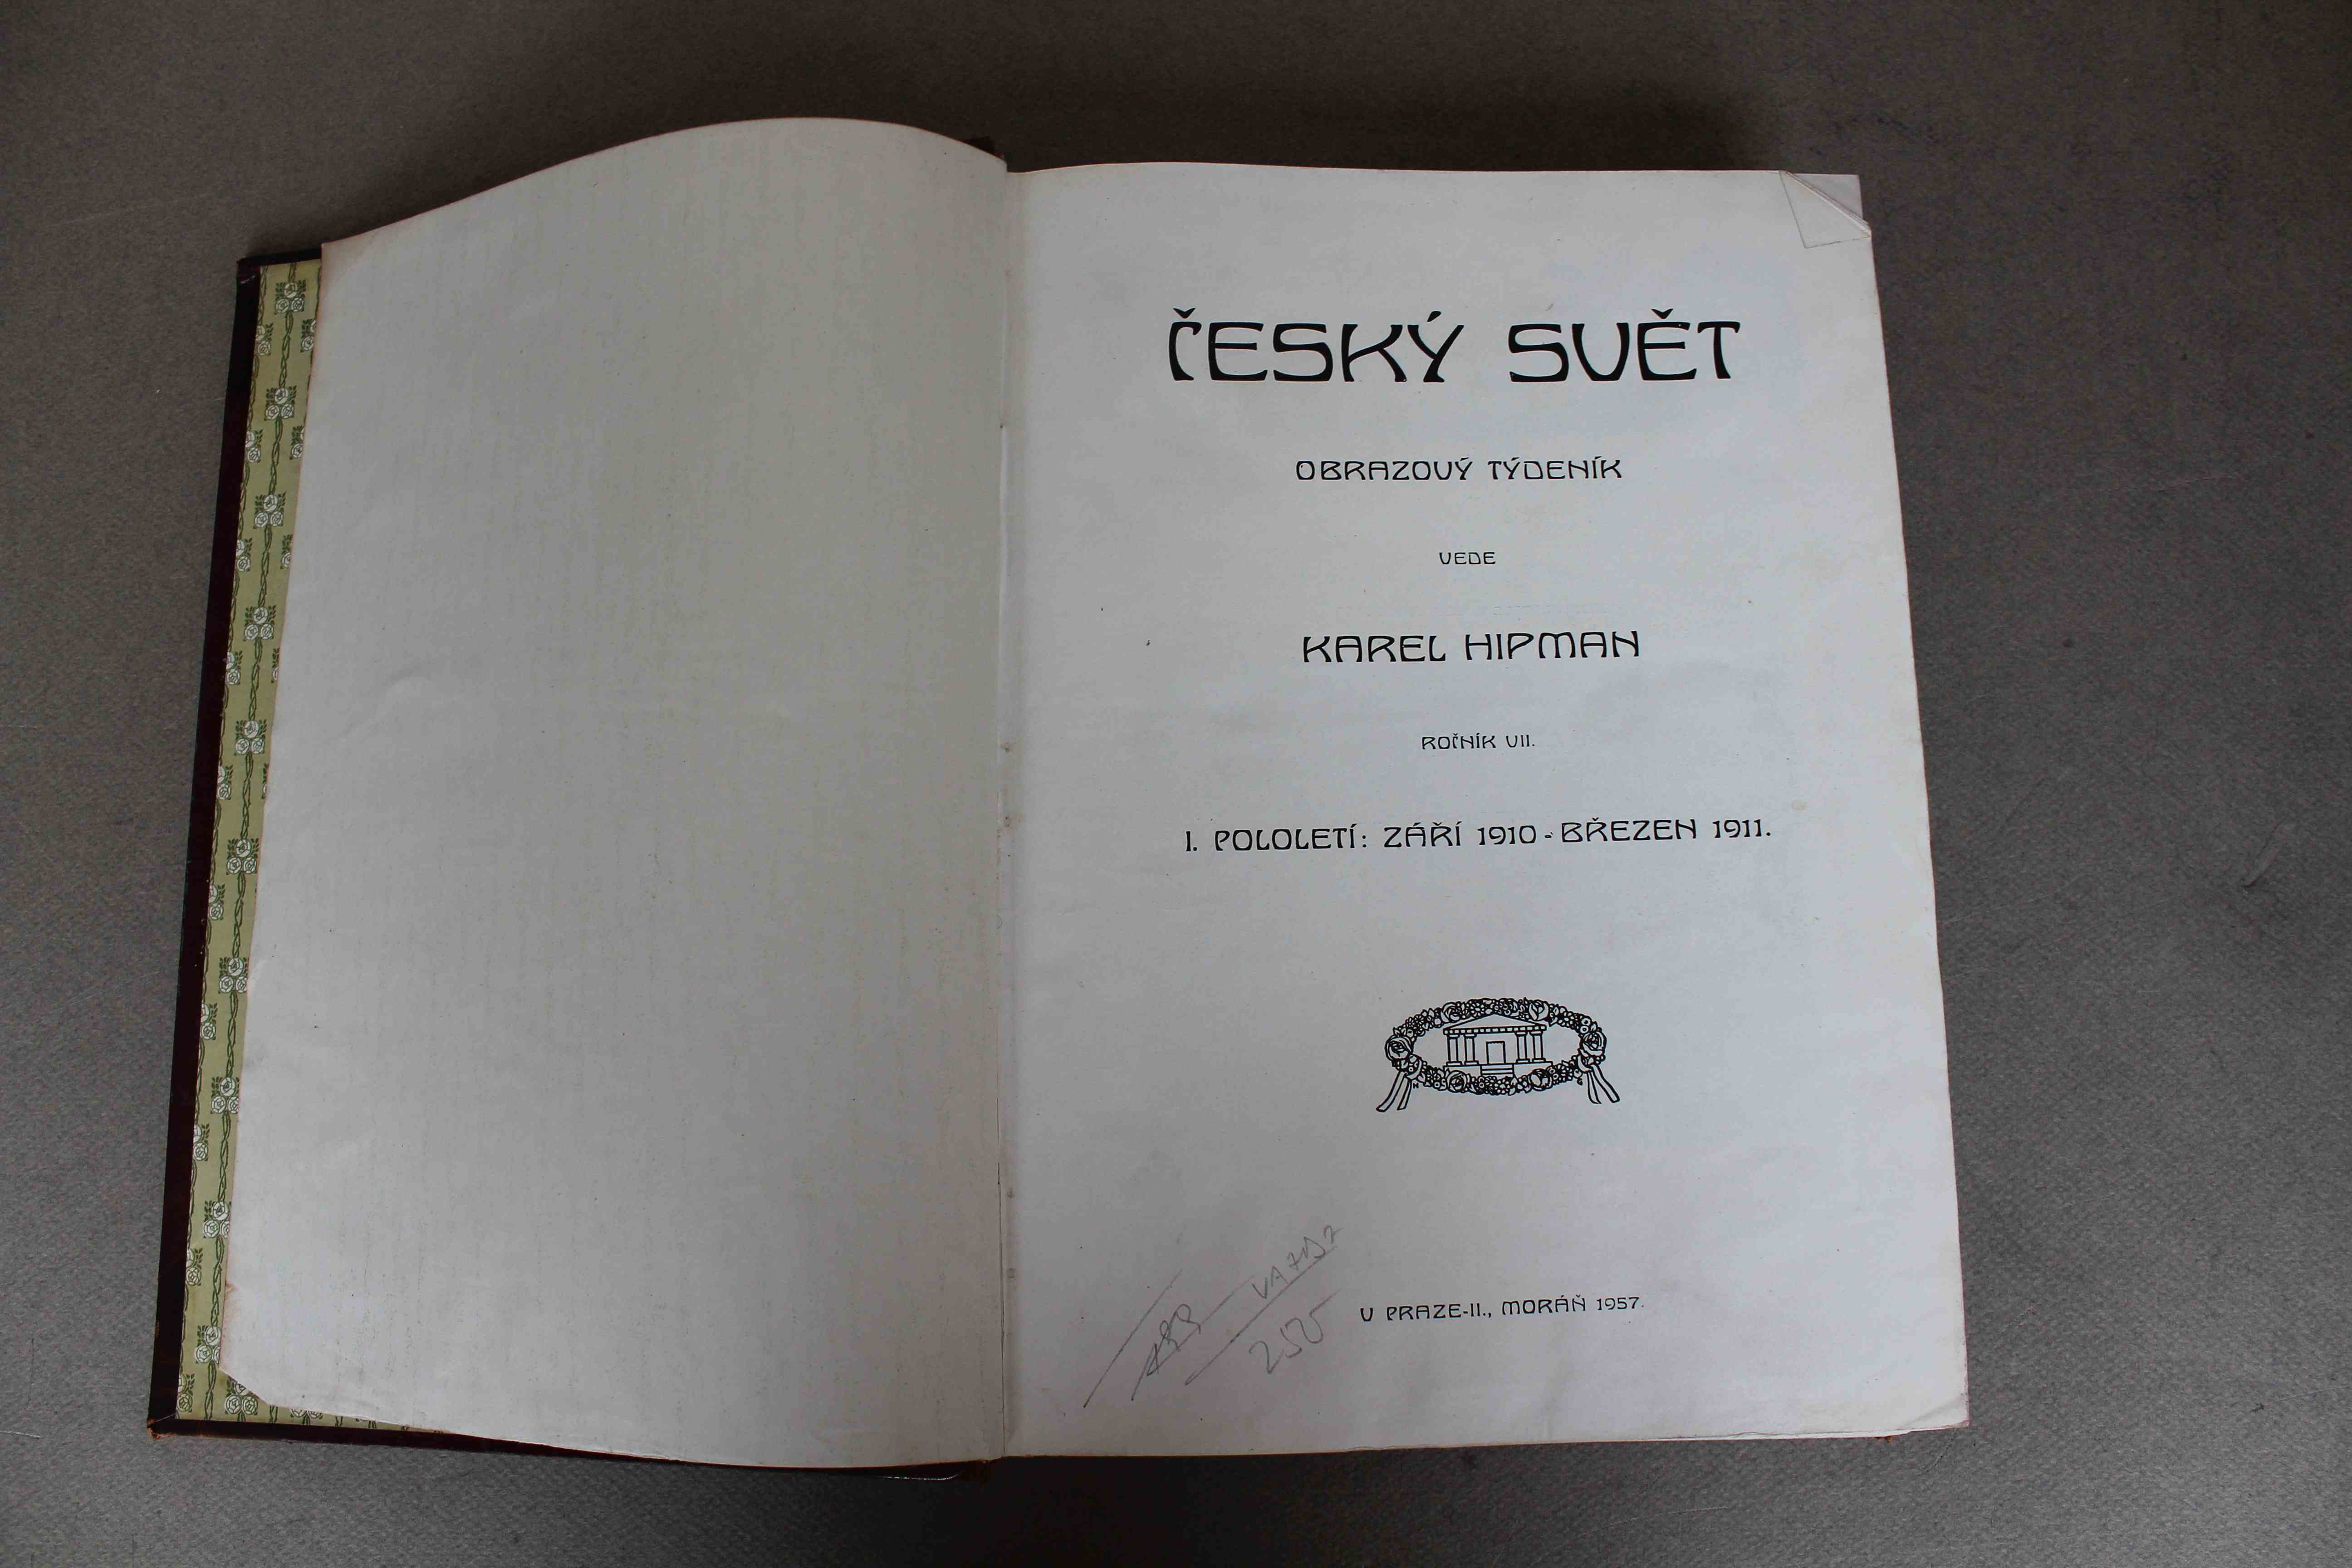 ČESKÝ SVĚT
OBRAZOVÝ TÝDENÍK
VEDE
KAREL HIPMAN
ROČNÍK VII.
I. POLOLETÍ: ZÁŘÍ 1910 - BŘEZEN 1911.
V PRAZE-II., MORÁŇ 1957.
250